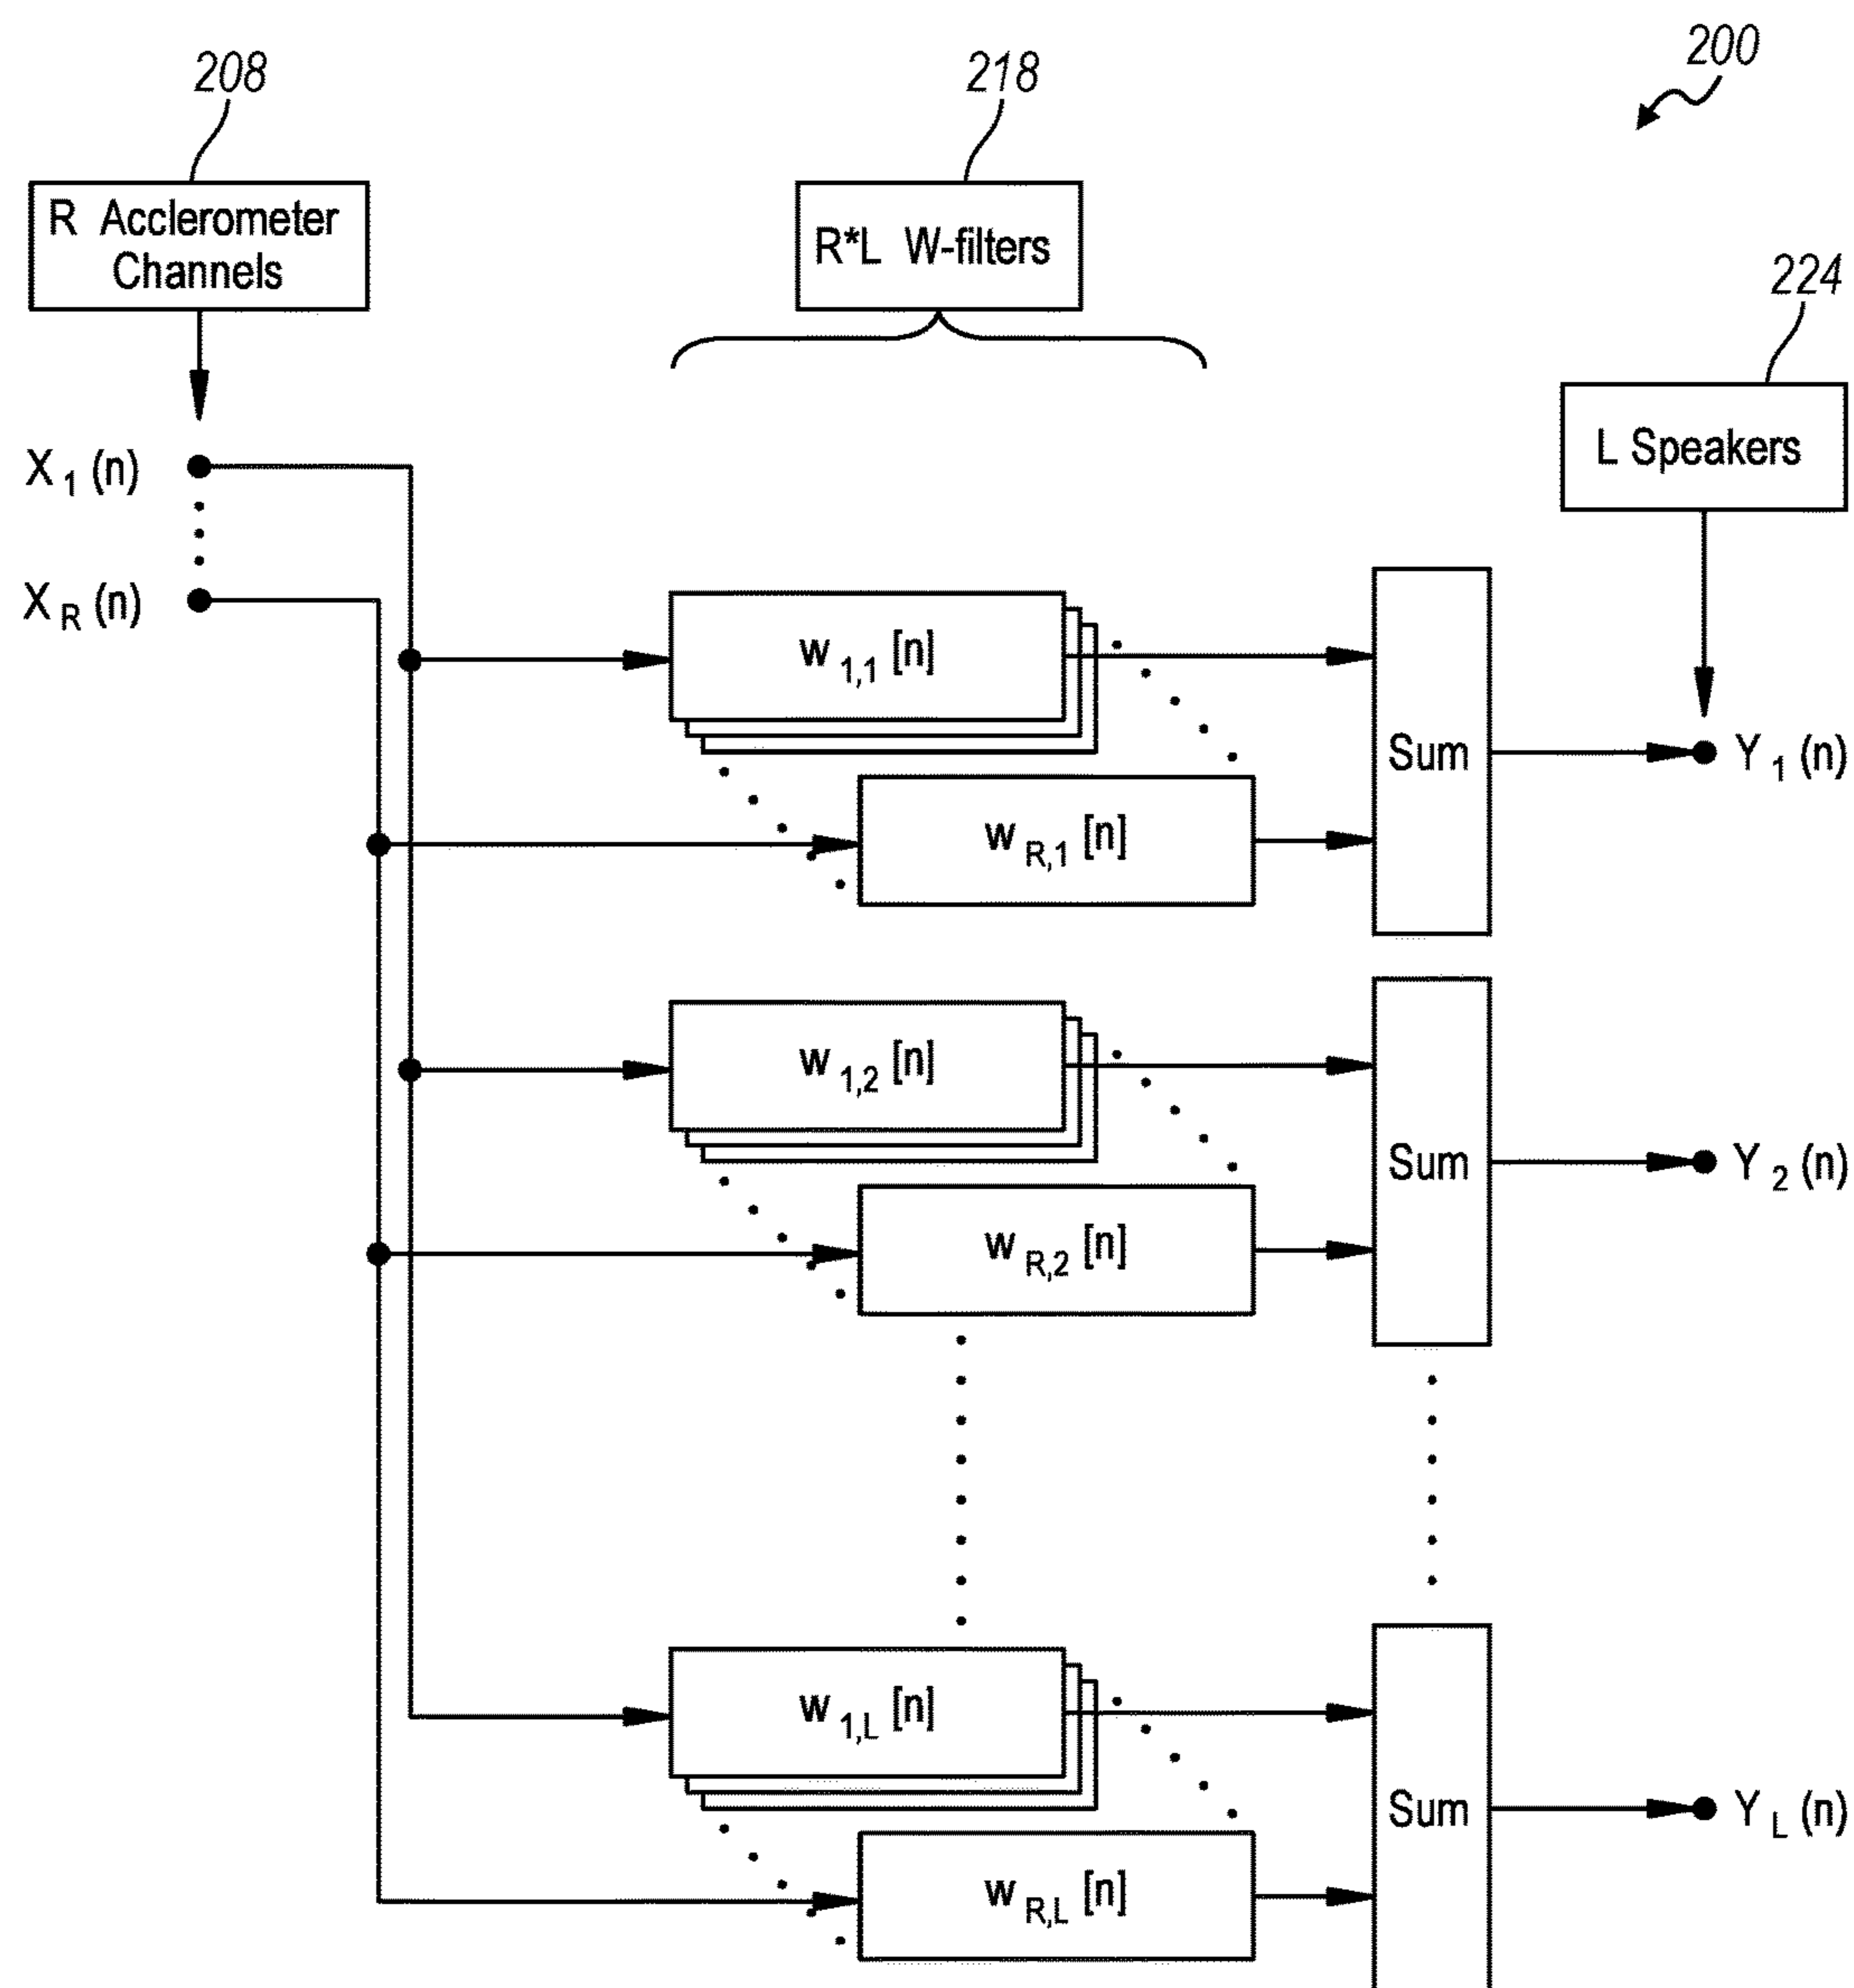 200
208
218
R Acclerometer
Channels
R*L W-filters
224
L Speakers
X 1 (n)
X R (n)
w 1,1 [n]
Sum
Y 1 (n)
w R,1 [n]
w 1,2 [n]
Sum
Y 2 (n)
w R,2 [n]
w 1,L [n]
Sum
Y L (n)
w R,L [n]